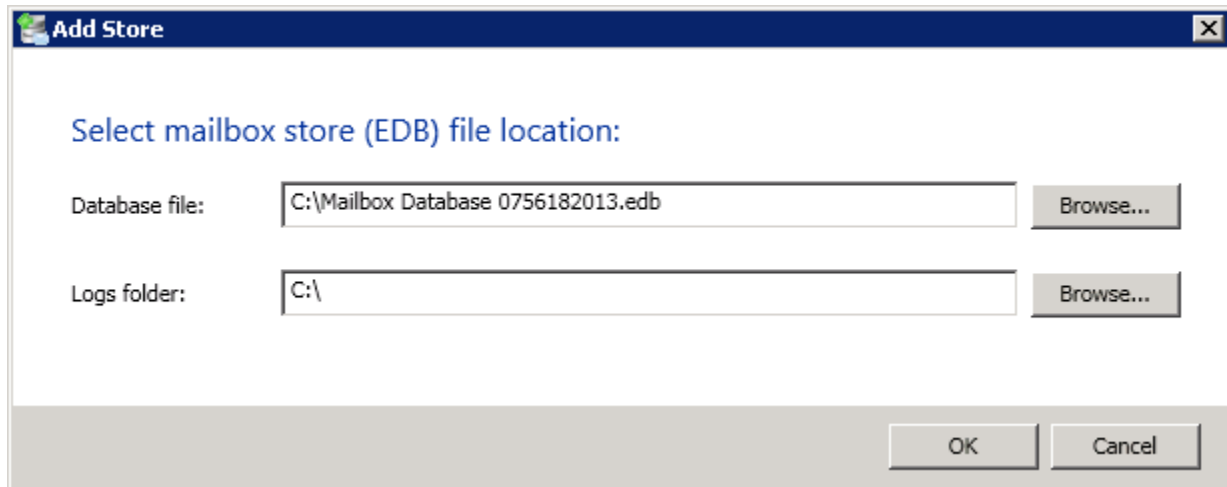 Add Store
Select mailbox store (EDB) file location:
Database file: C:\Mailbox Database 0756182013.edb Browse...
Logs folder: C:\ Browse...
OK Cancel